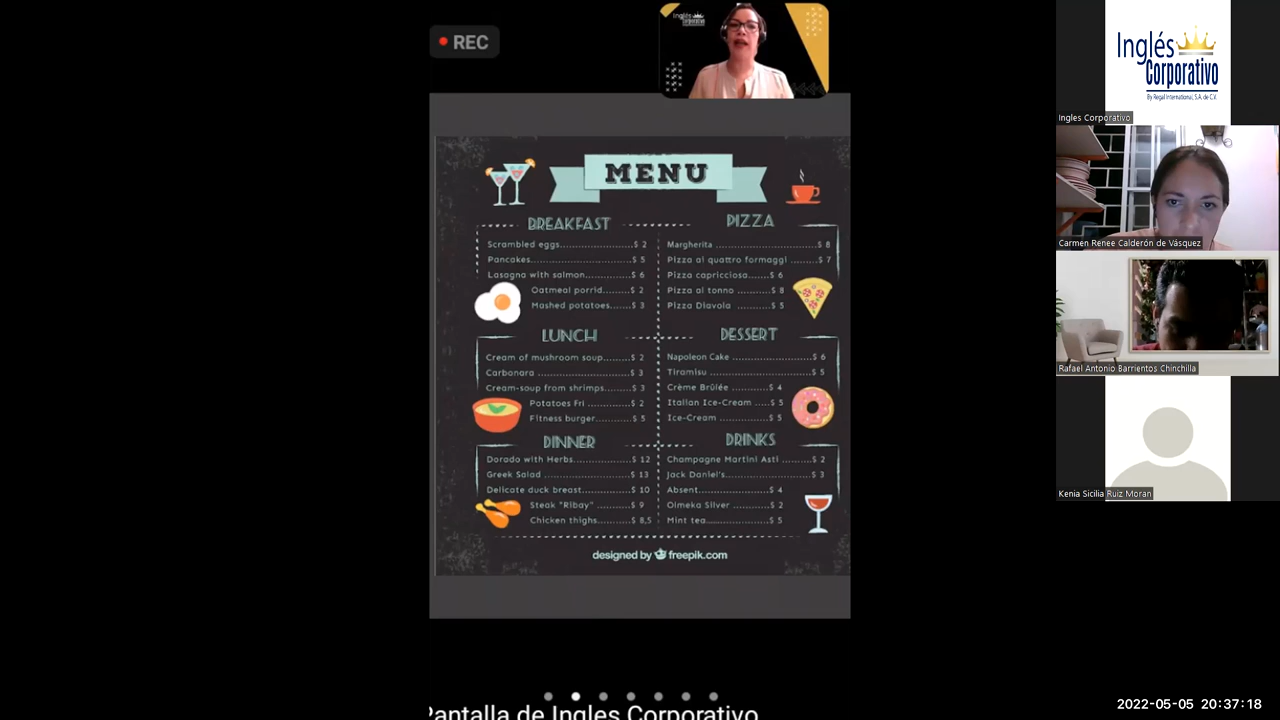 REC
Inglés
Corporativo
MENU
BREAKFAST
Scrambled eggs..........$ 2
Pancakes..........$ 5
Lasagna with salmon..........$ 6
Oatmeal porrid..........$ 2
Mashed potatoes..........$ 3
PIZZA
Margherita ..........$ 8
Pizza ai quattro formaggi ..........$ 7
Pizza capricciosa..........$ 6
Pizza al tonno ..........$ 8
Pizza Diavola ..........$ 5
LUNCH
Cream of mushroom soup..........$ 2
Carbonara ..........$ 3
Cream-soup from shrimps..........$ 3
Potatoes Fri ..........$ 2
Fitness burger..........$ 5
DESSERT
Napoleon Cake ..........$ 6
Tiramisu ..........$ 5
Crème Brûlée ..........$ 4
Italian Ice-Cream .....$ 5
Ice-Cream ..........$ 5
DINNER
Dorado with Herbs..........$ 12
Greek Salad ..........$ 13
Delicate duck breast..........$ 10
Steak "Ribay" ..........$ 9
Chicken thighs..........$ 8,5
DRINKS
Champagne Martini Asti ..........$ 2
Jack Daniel's..........$ 3
Absent..........$ 4
Olmeka Silver ..........$ 2
Mint tea..........$ 5
designed by freepik.com
Pantalla de Ingles Corporativo
Inglés
Corporativo
By Regal International, S.A. de C.V.
Ingles Corporativo
Carmen Renee Calderón de Vásquez
Rafael Antonio Barrientos Chinchilla
Kenia Sicilia Ruiz Moran
2022-05-05 20:37:18